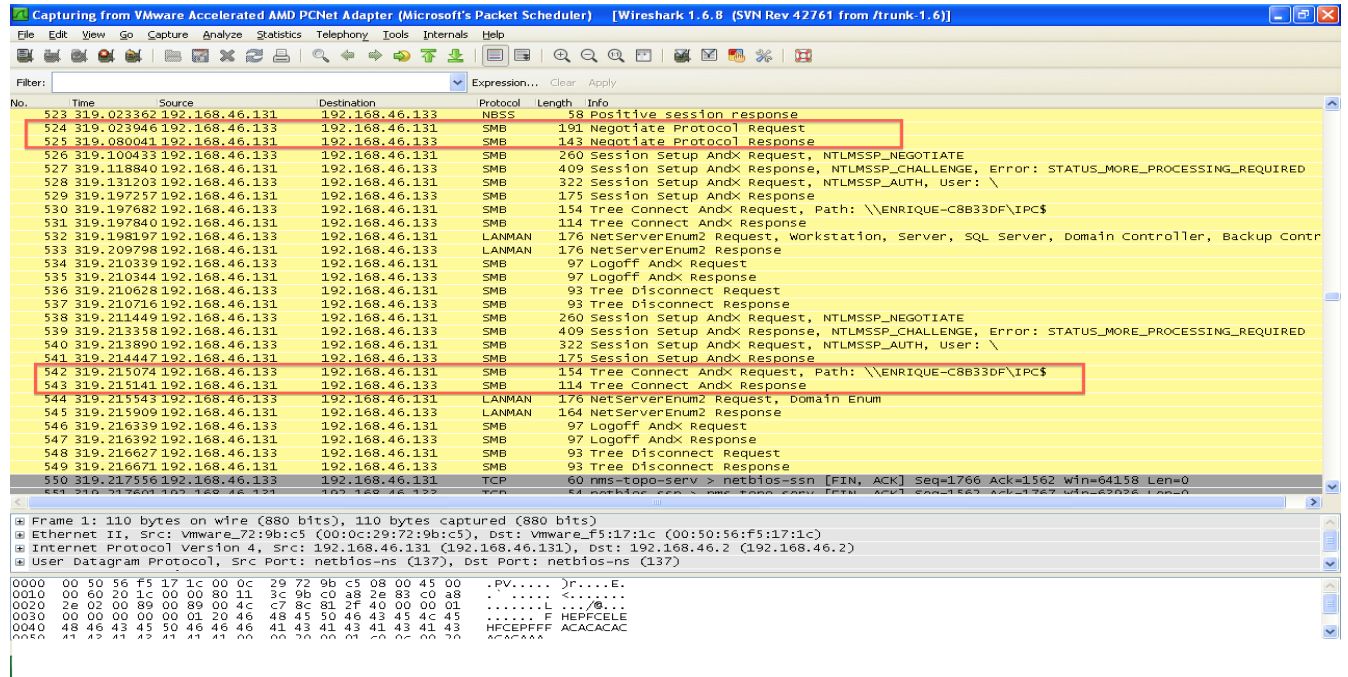 Capturing from VMware Accelerated AMD PCNet Adapter (Microsoft's Packet Scheduler) [Wireshark 1.6.8 (SVN Rev 42761 from /trunk-1.6)]
File Edit View Go Capture Analyze Statistics Telephony Tools Internals Help
Filter: Expression... Clear Apply
No. Time Source Destination Protocol Length Info
523 319.023362 192.168.46.131 192.168.46.133 NBSS 58 Positive session response
524 319.023946 192.168.46.133 192.168.46.131 SMB 191 Negotiate Protocol Request
525 319.080041 192.168.46.131 192.168.46.133 SMB 143 Negotiate Protocol Response
526 319.100433 192.168.46.133 192.168.46.131 SMB 260 Session Setup AndX Request, NTLMSSP_NEGOTIATE
527 319.118840 192.168.46.131 192.168.46.133 SMB 409 Session Setup AndX Response, NTLMSSP_CHALLENGE, Error: STATUS_MORE_PROCESSING_REQUIRED
528 319.131203 192.168.46.133 192.168.46.131 SMB 322 Session Setup AndX Request, NTLMSSP_AUTH, User: \
529 319.197257 192.168.46.131 192.168.46.133 SMB 175 Session Setup AndX Response
530 319.197682 192.168.46.133 192.168.46.131 SMB 154 Tree Connect AndX Request, Path: \\ENRIQUE-C8B33DF\IPC$
531 319.197840 192.168.46.131 192.168.46.133 SMB 114 Tree Connect AndX Response
532 319.198197 192.168.46.133 192.168.46.131 LANMAN 176 NetServerEnum2 Request, Workstation, Server, SQL Server, Domain Controller, Backup Contr
533 319.209798 192.168.46.131 192.168.46.133 LANMAN 176 NetServerEnum2 Response
534 319.210339 192.168.46.133 192.168.46.131 SMB 97 Logoff AndX Request
535 319.210344 192.168.46.131 192.168.46.133 SMB 97 Logoff AndX Response
536 319.210628 192.168.46.133 192.168.46.131 SMB 93 Tree Disconnect Request
537 319.210716 192.168.46.131 192.168.46.133 SMB 93 Tree Disconnect Response
538 319.211449 192.168.46.133 192.168.46.131 SMB 260 Session Setup AndX Request, NTLMSSP_NEGOTIATE
539 319.213358 192.168.46.131 192.168.46.133 SMB 409 Session Setup AndX Response, NTLMSSP_CHALLENGE, Error: STATUS_MORE_PROCESSING_REQUIRED
540 319.213890 192.168.46.133 192.168.46.131 SMB 322 Session Setup AndX Request, NTLMSSP_AUTH, User: \
541 319.214447 192.168.46.131 192.168.46.133 SMB 175 Session Setup AndX Response
542 319.215074 192.168.46.133 192.168.46.131 SMB 154 Tree Connect AndX Request, Path: \\ENRIQUE-C8B33DF\IPC$
543 319.215141 192.168.46.131 192.168.46.133 SMB 114 Tree Connect AndX Response
544 319.215543 192.168.46.133 192.168.46.131 LANMAN 176 NetServerEnum2 Request, Domain Enum
545 319.215909 192.168.46.131 192.168.46.133 LANMAN 164 NetServerEnum2 Response
546 319.216339 192.168.46.133 192.168.46.131 SMB 97 Logoff AndX Request
547 319.216392 192.168.46.131 192.168.46.133 SMB 97 Logoff AndX Response
548 319.216627 192.168.46.133 192.168.46.131 SMB 93 Tree Disconnect Request
549 319.216671 192.168.46.131 192.168.46.133 SMB 93 Tree Disconnect Response
550 319.217556 192.168.46.133 192.168.46.131 TCP 60 nms-topo-serv > netbios-ssn [FIN, ACK] Seq=1766 Ack=1562 Win=64158 Len=0
551 319.217601 192.168.46.131 192.168.46.133 TCP 54 netbios-ssn > nms-topo-serv [FIN, ACK] Seq=1562 Ack=1767 Win=63936 Len=0
Frame 1: 110 bytes on wire (880 bits), 110 bytes captured (880 bits)
Ethernet II, Src: Vmware_72:9b:c5 (00:0c:29:72:9b:c5), Dst: Vmware_f5:17:1c (00:50:56:f5:17:1c)
Internet Protocol Version 4, Src: 192.168.46.131 (192.168.46.131), Dst: 192.168.46.2 (192.168.46.2)
User Datagram Protocol, Src Port: netbios-ns (137), Dst Port: netbios-ns (137)
0000 00 50 56 f5 17 1c 00 0c 29 72 9b c5 08 00 45 00 .PV..... )r....E.
0010 00 60 20 1c 00 00 80 11 3c 9b c0 a8 2e 83 c0 a8 .` ..... <.......
0020 2e 02 00 89 00 89 00 4c c7 8c 81 2f 40 00 00 01 .......L .../@...
0030 00 00 00 00 00 01 20 46 48 45 50 46 43 45 4c 45 ...... F HEPFCELE
0040 48 46 43 45 50 46 46 46 41 43 41 43 41 43 41 43 HFCEPFFF ACACACAC